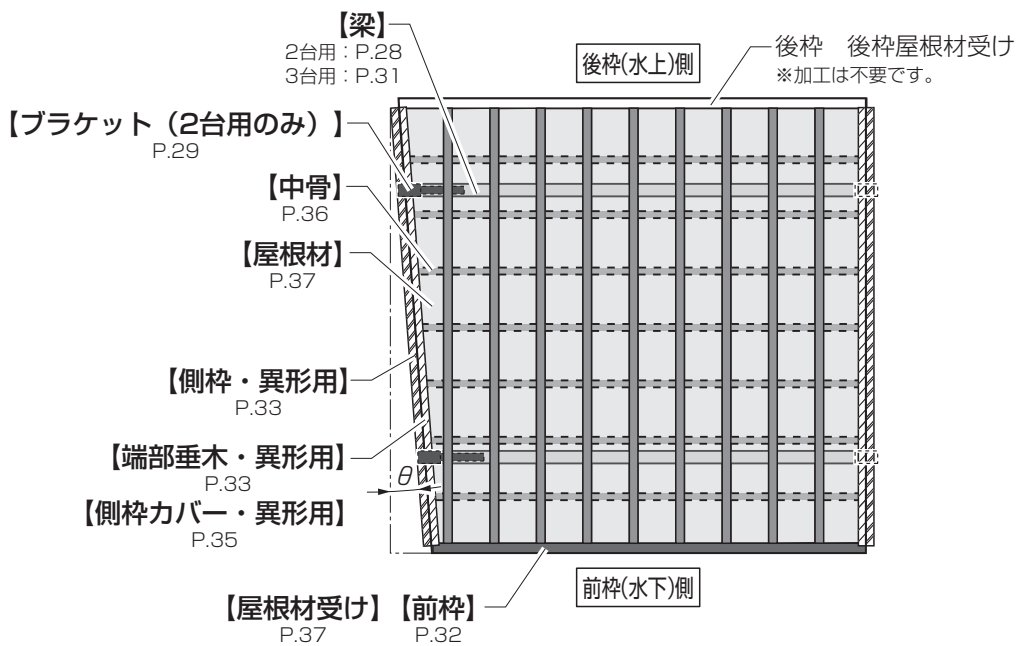 【梁】
2台用：P.28
3台用：P.31
後枠(水上)側
後枠　後枠屋根材受け
※加工は不要です。
【ブラケット（2台用のみ）】
P.29
【中骨】
P.36
【屋根材】
P.37
【側枠・異形用】
P.33
【端部垂木・異形用】
P.33
θ
【側枠カバー・異形用】
P.35
前枠(水下)側
【屋根材受け】【前枠】
P.37 P.32